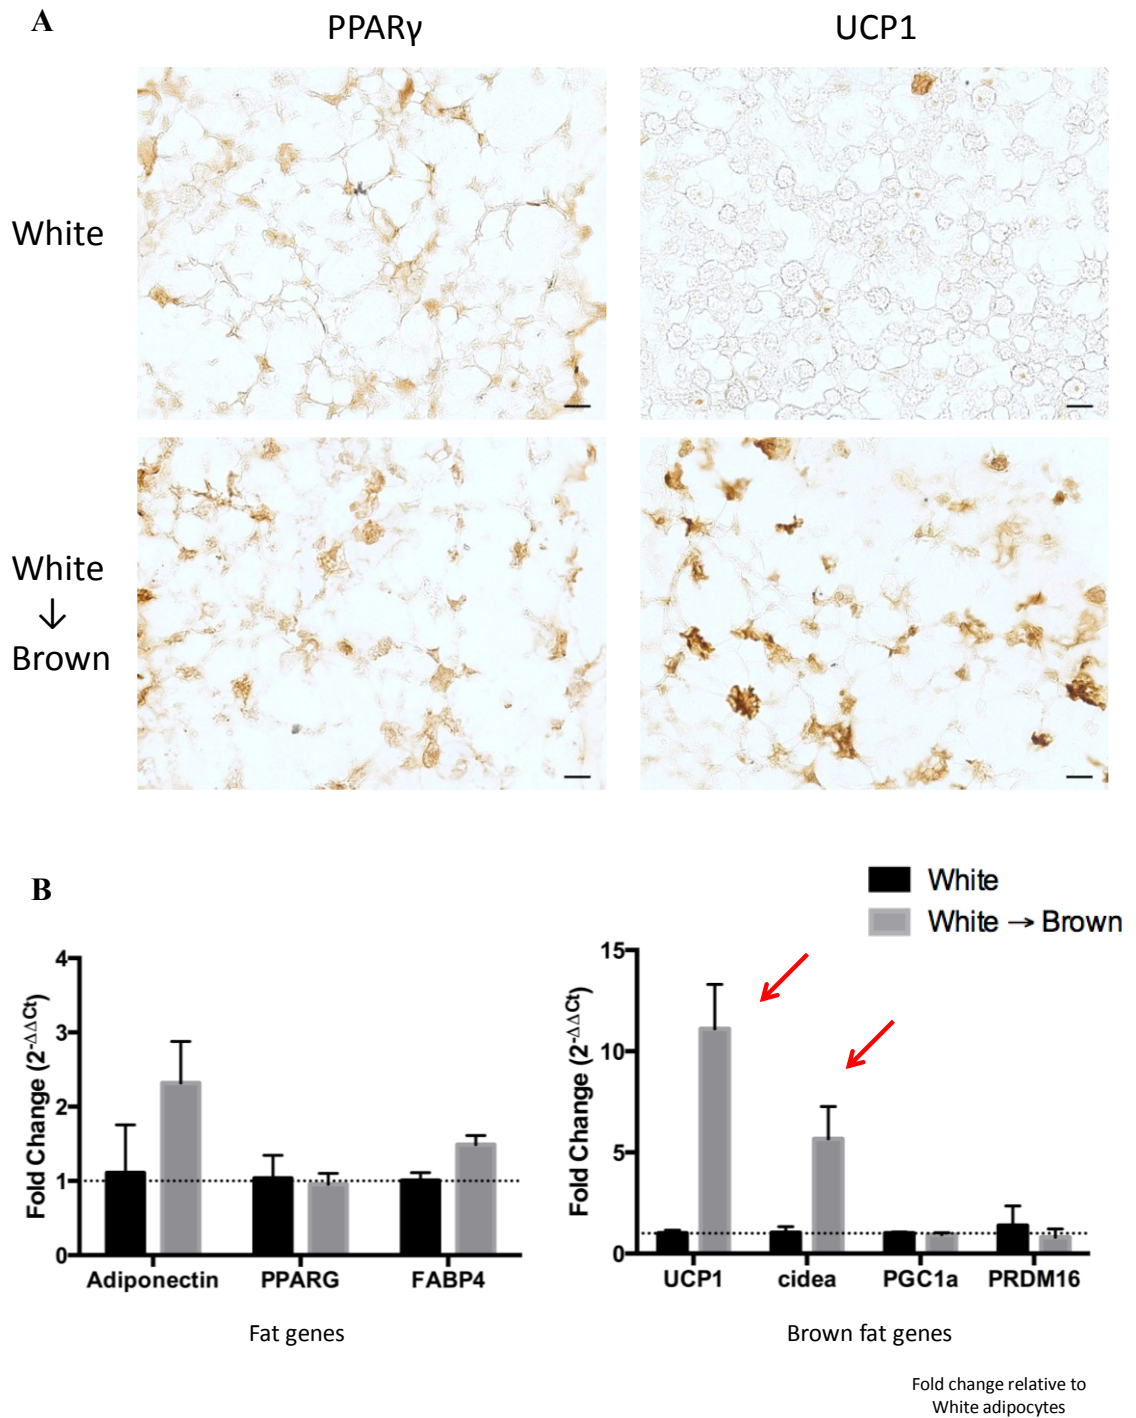 A
PPARγ
UCP1
White
White
↓
Brown
B
White
White → Brown
Fold Change (2-ΔΔCt)
4
3
2
1
0
Adiponectin PPARG FABP4
Fat genes
Fold Change (2-ΔΔCt)
15
10
5
0
UCP1 cidea PGC1a PRDM16
Brown fat genes
Fold change relative to
White adipocytes